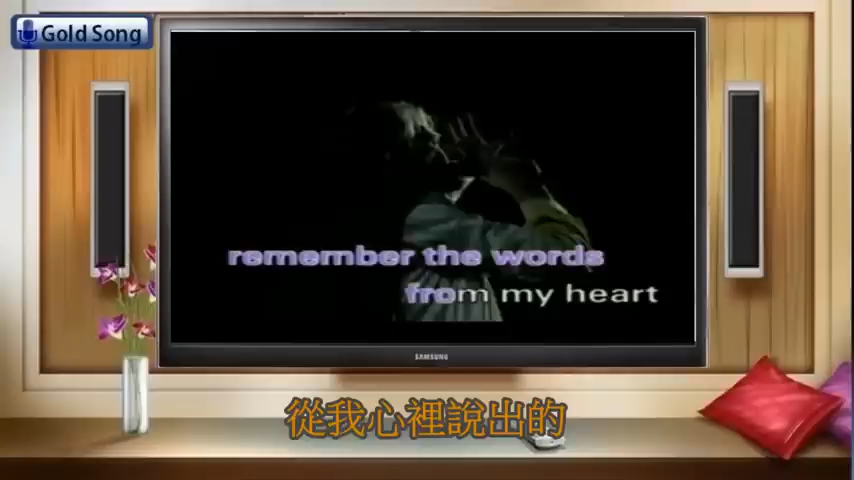 Gold Song
remember the words
from my heart
SAMSUNG
從我心裡說出的